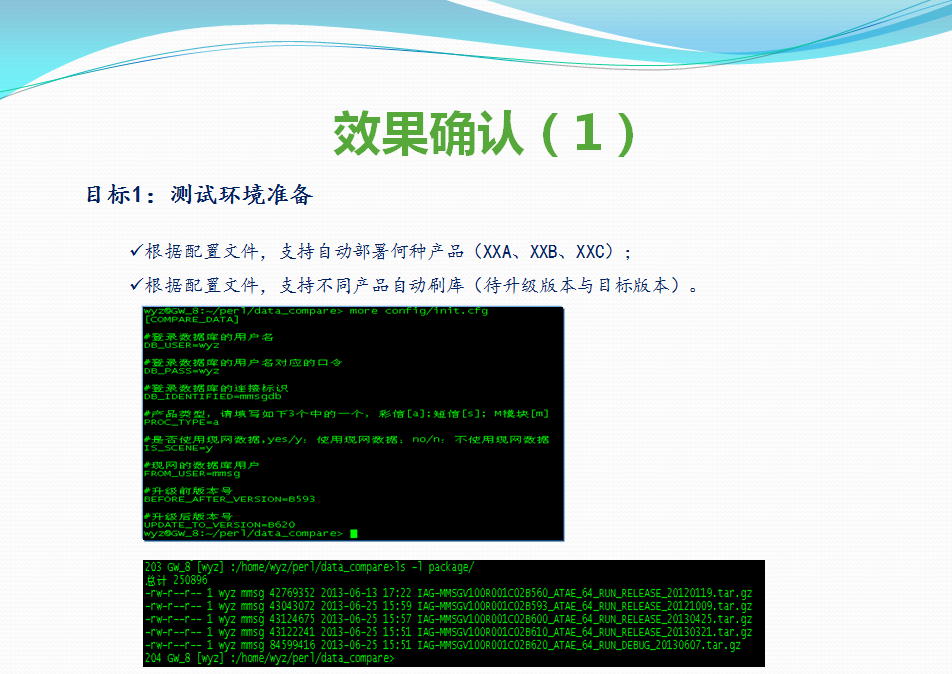 效果确认（1）
目标1：测试环境准备
✓根据配置文件，支持自动部署何种产品（XXA、XXB、XXC）；
✓根据配置文件，支持不同产品自动刷库（待升级版本与目标版本）。
wyz@GW_8:~/perl/data_compare> more config/init.cfg
[COMPARE_DATA]
#登录数据库的用户名
DB_USER=wyz
#登录数据库的用户名对应的口令
DB_PASS=wyz
#登录数据库的连接标识
DB_IDENTIFIED=mmsgdb
#产品类型，请填写如下3个中的一个，彩信[a];短信[s]; M模块[m]
PROC_TYPE=a
#是否使用现网数据.yes/y: 使用现网数据; no/n: 不使用现网数据
IS_SCENE=y
#现网的数据库用户
FROM_USER=mmsg
#升级前版本号
BEFORE_AFTER_VERSION=B593
#升级后版本号
UPDATE_TO_VERSION=B620
wyz@GW_8:~/perl/data_compare>
203 GW_8 [wyz] :/home/wyz/perl/data_compare>ls -l package/
总计 250896
-rw-r--r-- 1 wyz mmsg 42769352 2013-06-13 17:22 IAG-MMSGV100R001C02B560_ATAE_64_RUN_RELEASE_20120119.tar.gz
-rw-r--r-- 1 wyz mmsg 43043072 2013-06-25 15:59 IAG-MMSGV100R001C02B593_ATAE_64_RUN_RELEASE_20121009.tar.gz
-rw-r--r-- 1 wyz mmsg 43124675 2013-06-25 15:57 IAG-MMSGV100R001C02B600_ATAE_64_RUN_RELEASE_20130425.tar.gz
-rw-r--r-- 1 wyz mmsg 43122241 2013-06-25 15:51 IAG-MMSGV100R001C02B610_ATAE_64_RUN_RELEASE_20130321.tar.gz
-rw-r--r-- 1 wyz mmsg 84599416 2013-06-25 15:51 IAG-MMSGV100R001C02B620_ATAE_64_RUN_DEBUG_20130607.tar.gz
204 GW_8 [wyz] :/home/wyz/perl/data_compare>